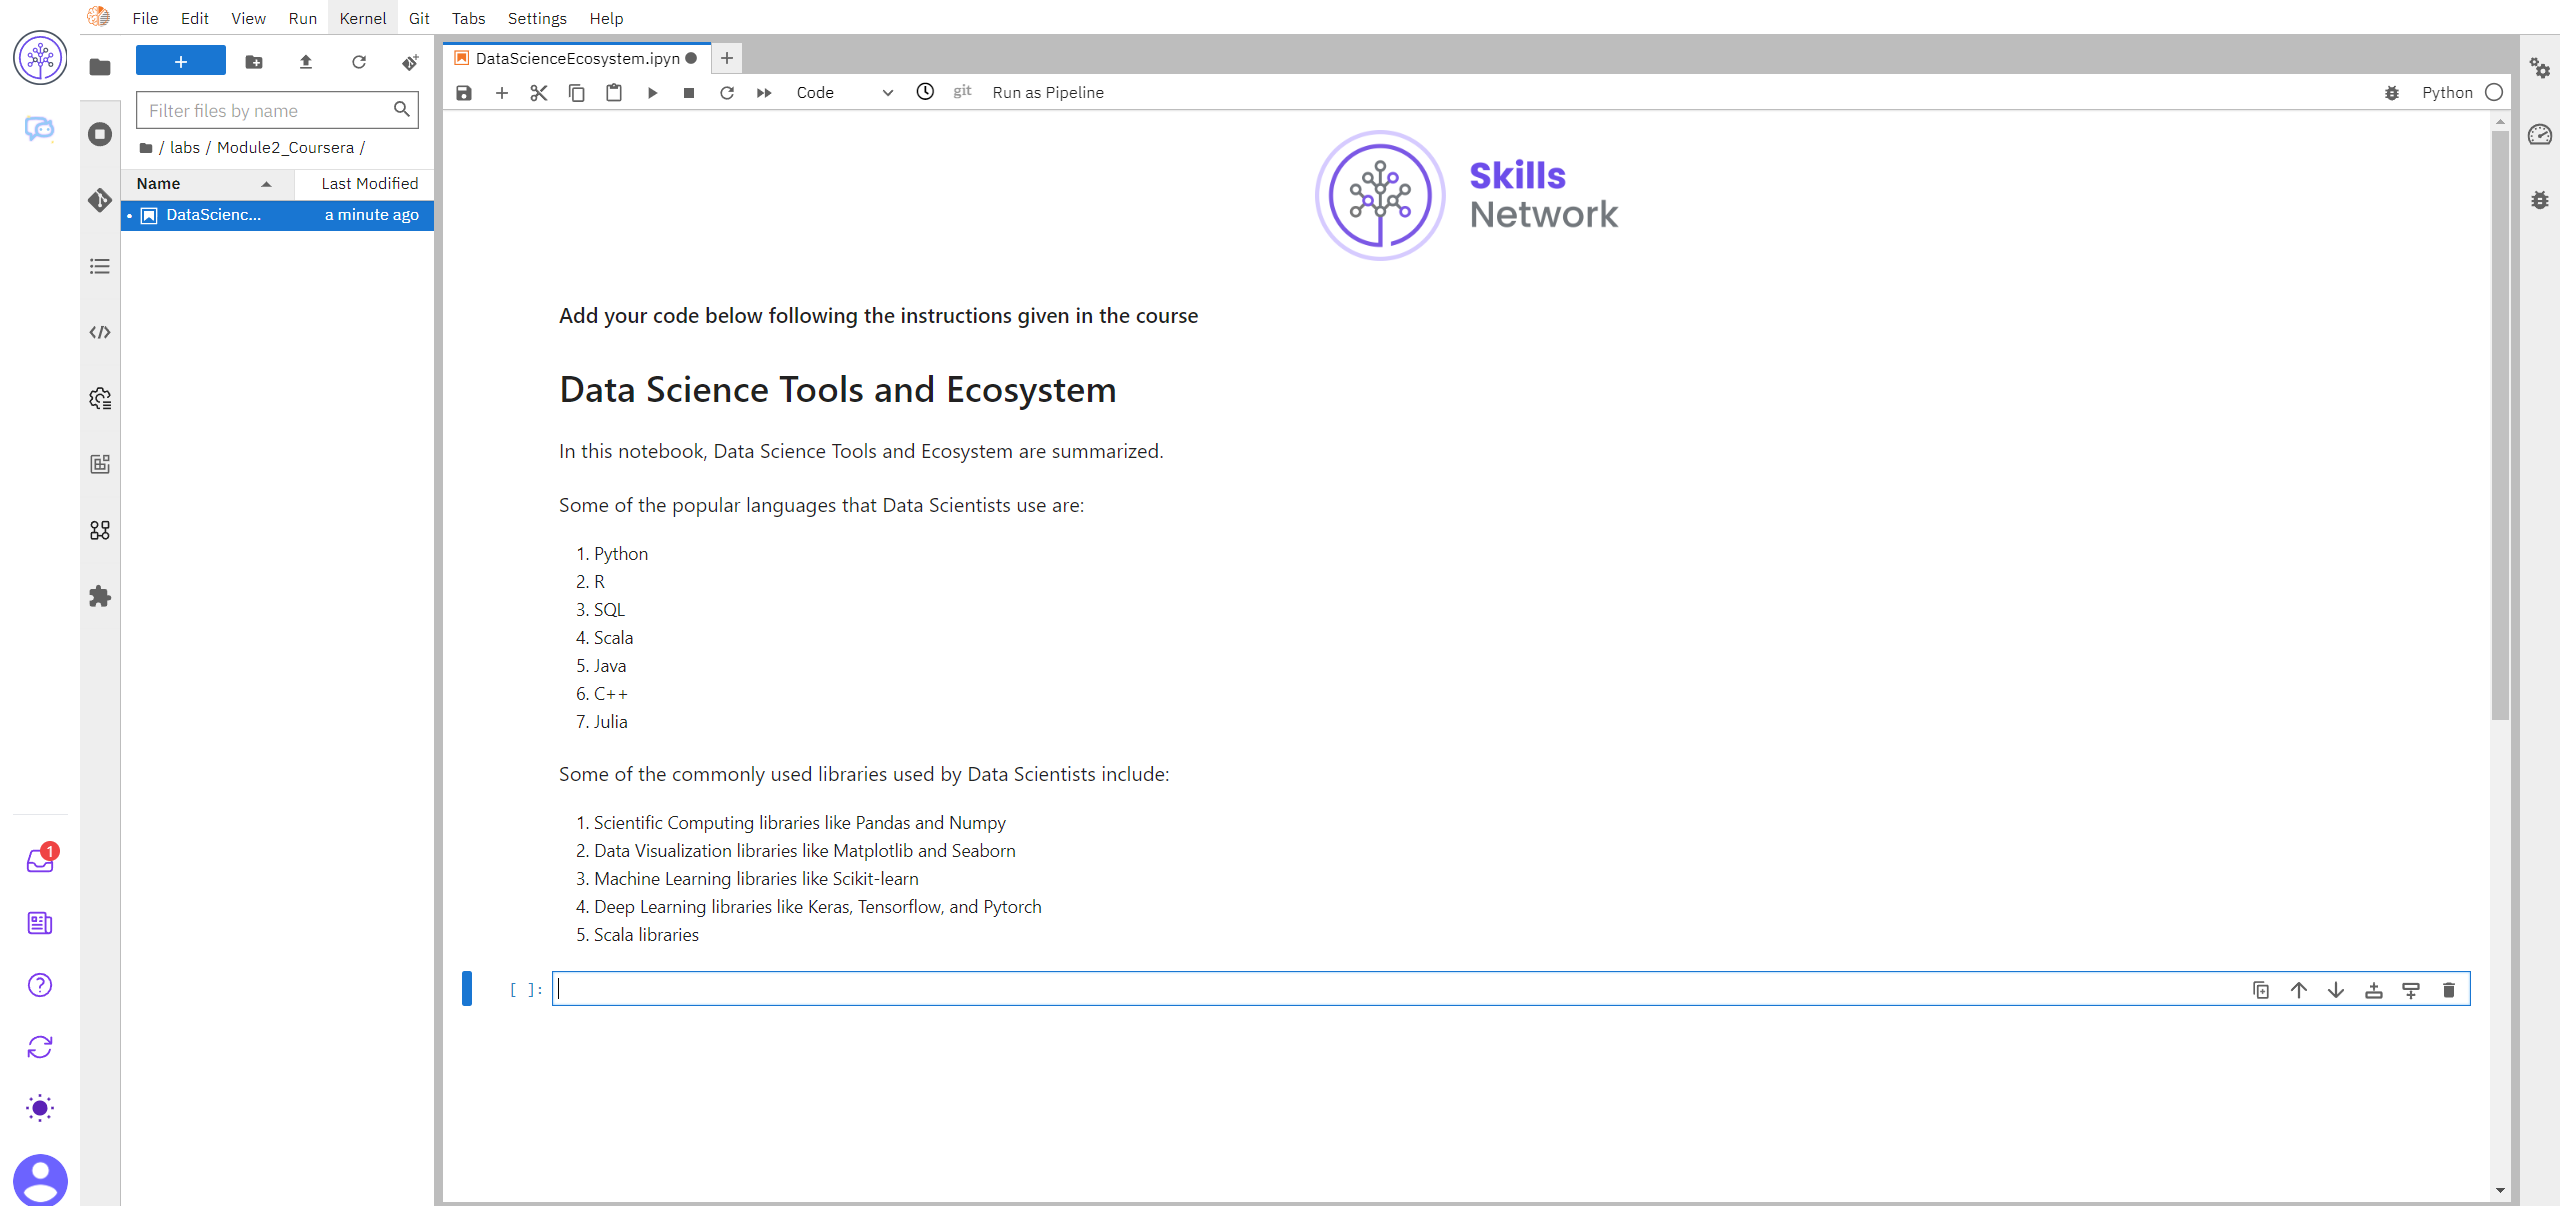 File Edit View Run Kernel Git Tabs Settings Help
+
Filter files by name
/ labs / Module2_Coursera /
Name Last Modified
DataScienc... a minute ago
DataScienceEcosystem.ipyn
Code git Run as Pipeline Python
Skills
Network
Add your code below following the instructions given in the course
Data Science Tools and Ecosystem
In this notebook, Data Science Tools and Ecosystem are summarized.
Some of the popular languages that Data Scientists use are:
1. Python
2. R
3. SQL
4. Scala
5. Java
6. C++
7. Julia
Some of the commonly used libraries used by Data Scientists include:
1. Scientific Computing libraries like Pandas and Numpy
2. Data Visualization libraries like Matplotlib and Seaborn
3. Machine Learning libraries like Scikit-learn
4. Deep Learning libraries like Keras, Tensorflow, and Pytorch
5. Scala libraries
[ ]:
1